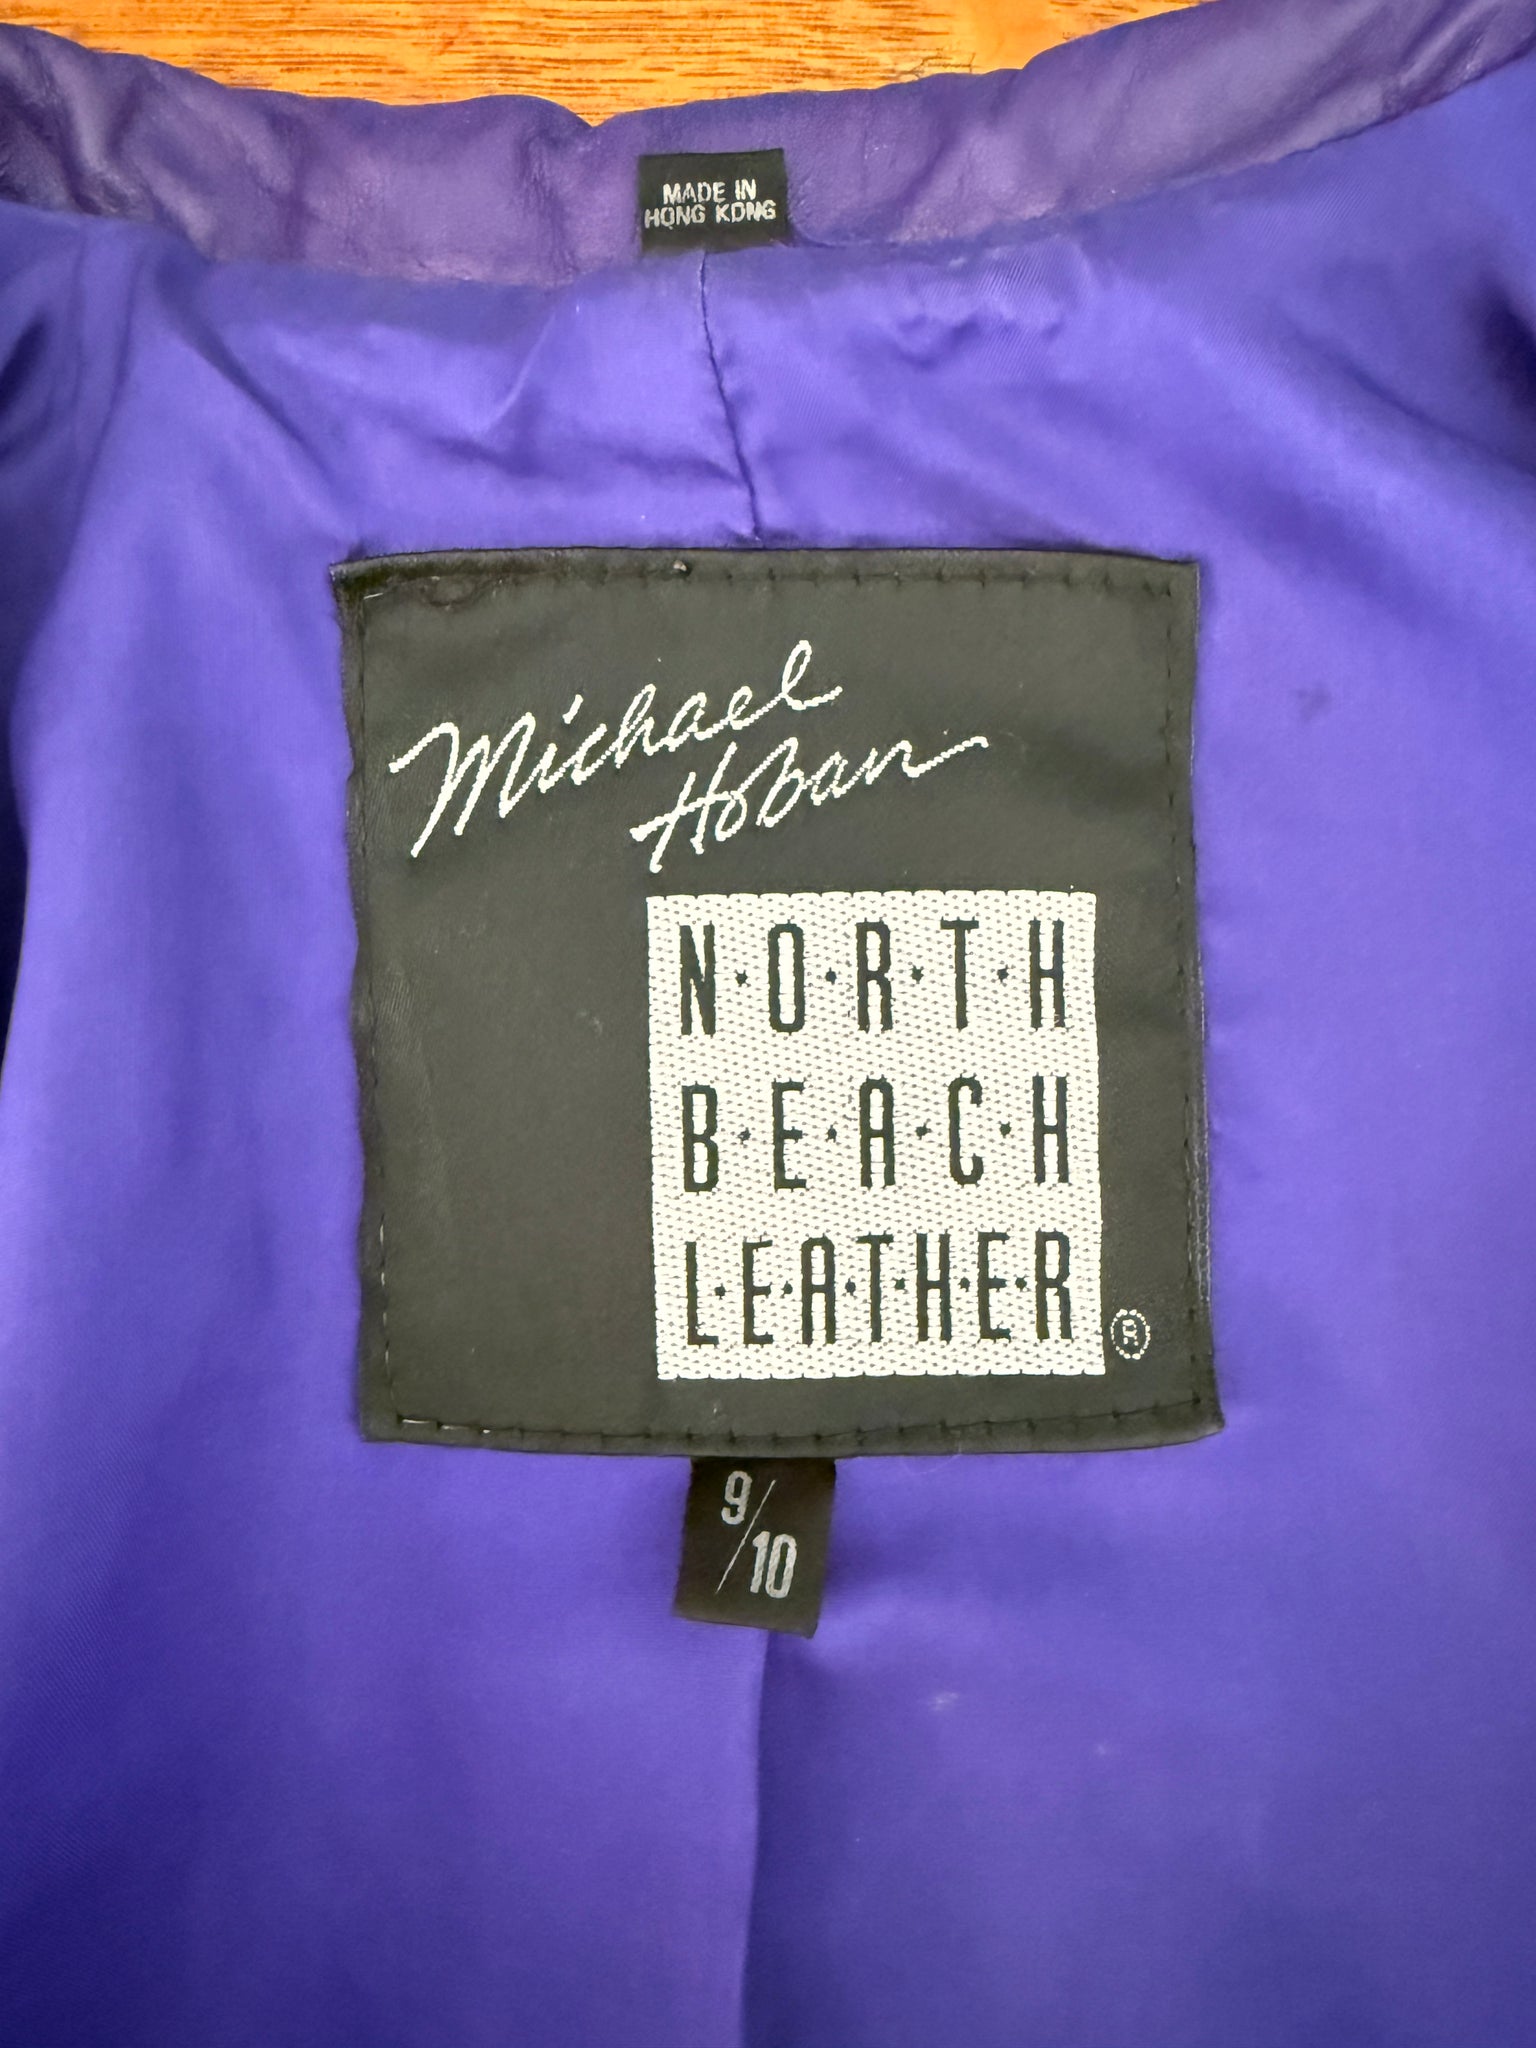 MADE IN
HONG KONG
Michael
Hoban
N·O·R·T·H
B·E·A·C·H
L·E·A·T·H·E·R
®
9/10